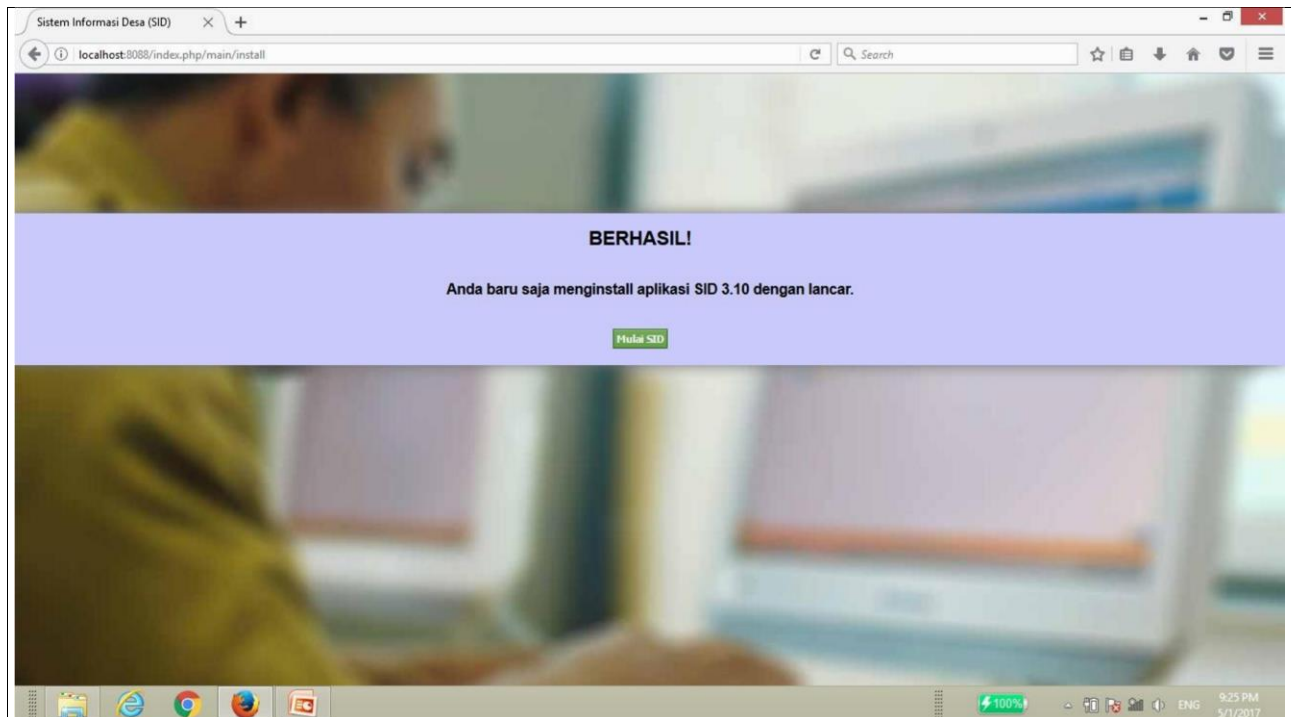 Sistem Informasi Desa (SID)
localhost:8088/index.php/main/install
Search
BERHASIL!
Anda baru saja menginstall aplikasi SID 3.10 dengan lancar.
Mulai SID
100%
ENG
9:25 PM
5/1/2017